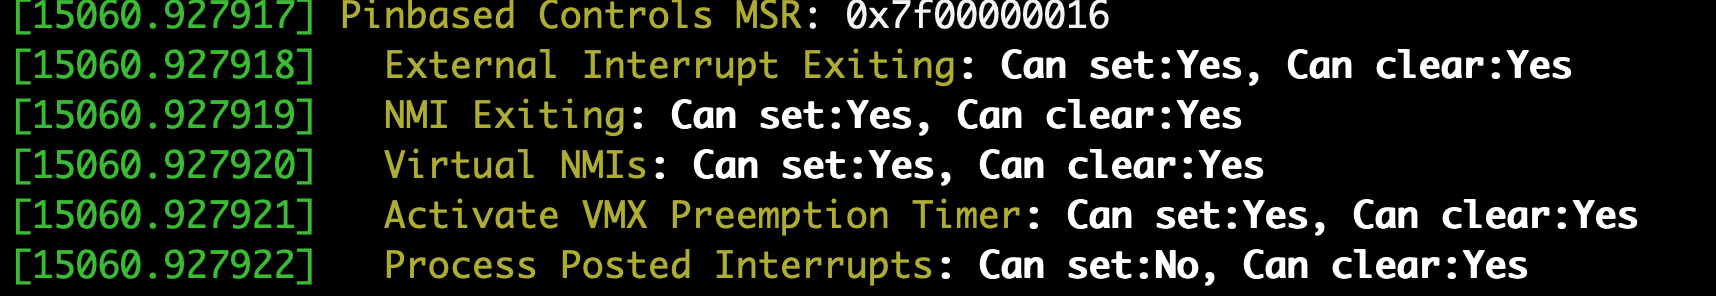 [15060.927917] Pinbased Controls MSR: 0x7f00000016
[15060.927918]   External Interrupt Exiting: Can set:Yes, Can clear:Yes
[15060.927919]   NMI Exiting: Can set:Yes, Can clear:Yes
[15060.927920]   Virtual NMIs: Can set:Yes, Can clear:Yes
[15060.927921]   Activate VMX Preemption Timer: Can set:Yes, Can clear:Yes
[15060.927922]   Process Posted Interrupts: Can set:No, Can clear:Yes